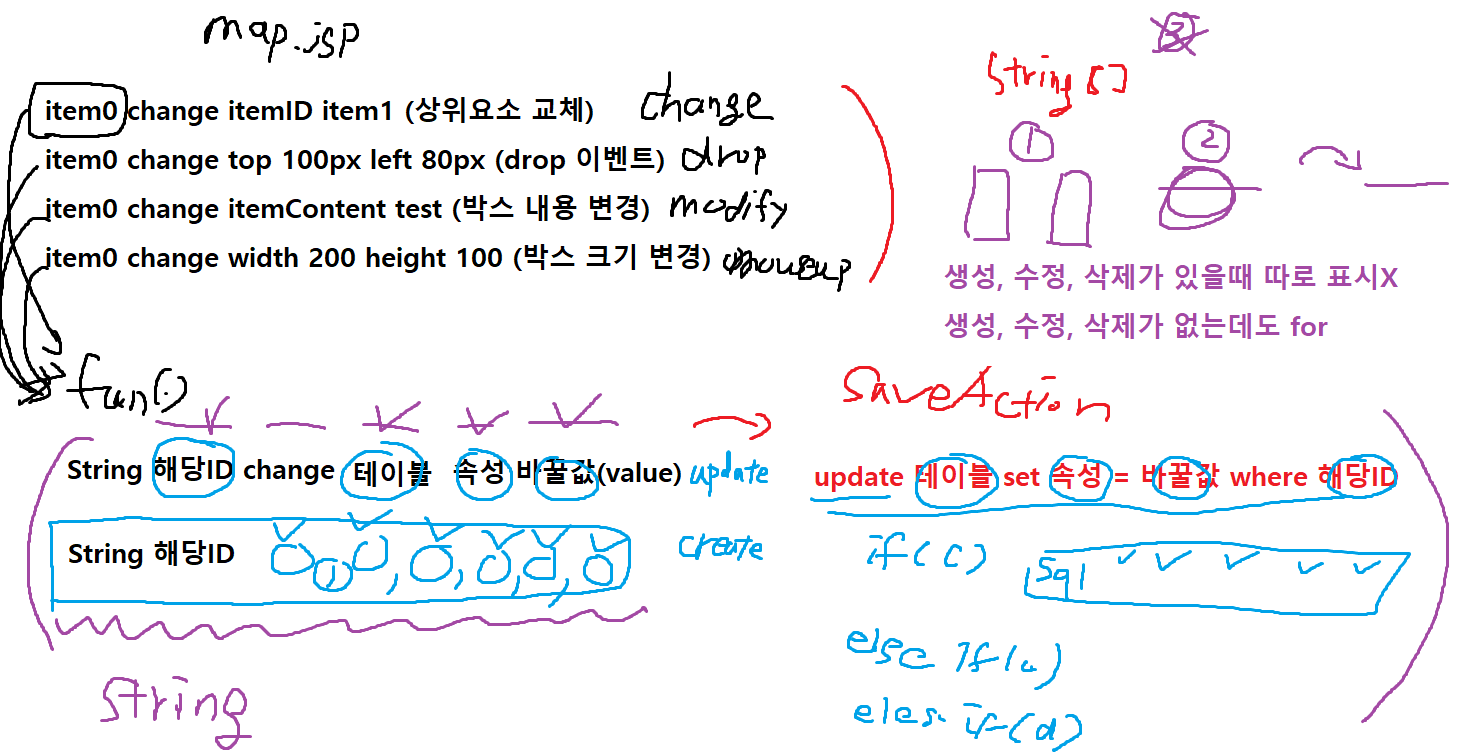 map.jsp
item0 change itemID item1 (상위요소 교체) change
item0 change top 100px left 80px (drop 이벤트) drop
item0 change itemContent test (박스 내용 변경) modify
item0 change width 200 height 100 (박스 크기 변경) mouseup
3
String []
1 2
생성, 수정, 삭제가 있을때 따로 표시X
생성, 수정, 삭제가 없는데도 for
fun()
String 해당ID change 테이블 속성 바꿀값(value) update
String 해당ID , , , , create
String
SaveAction
update 테이블 set 속성 = 바꿀값 where 해당ID
if(c) sql
else if(u)
eles. if(d)